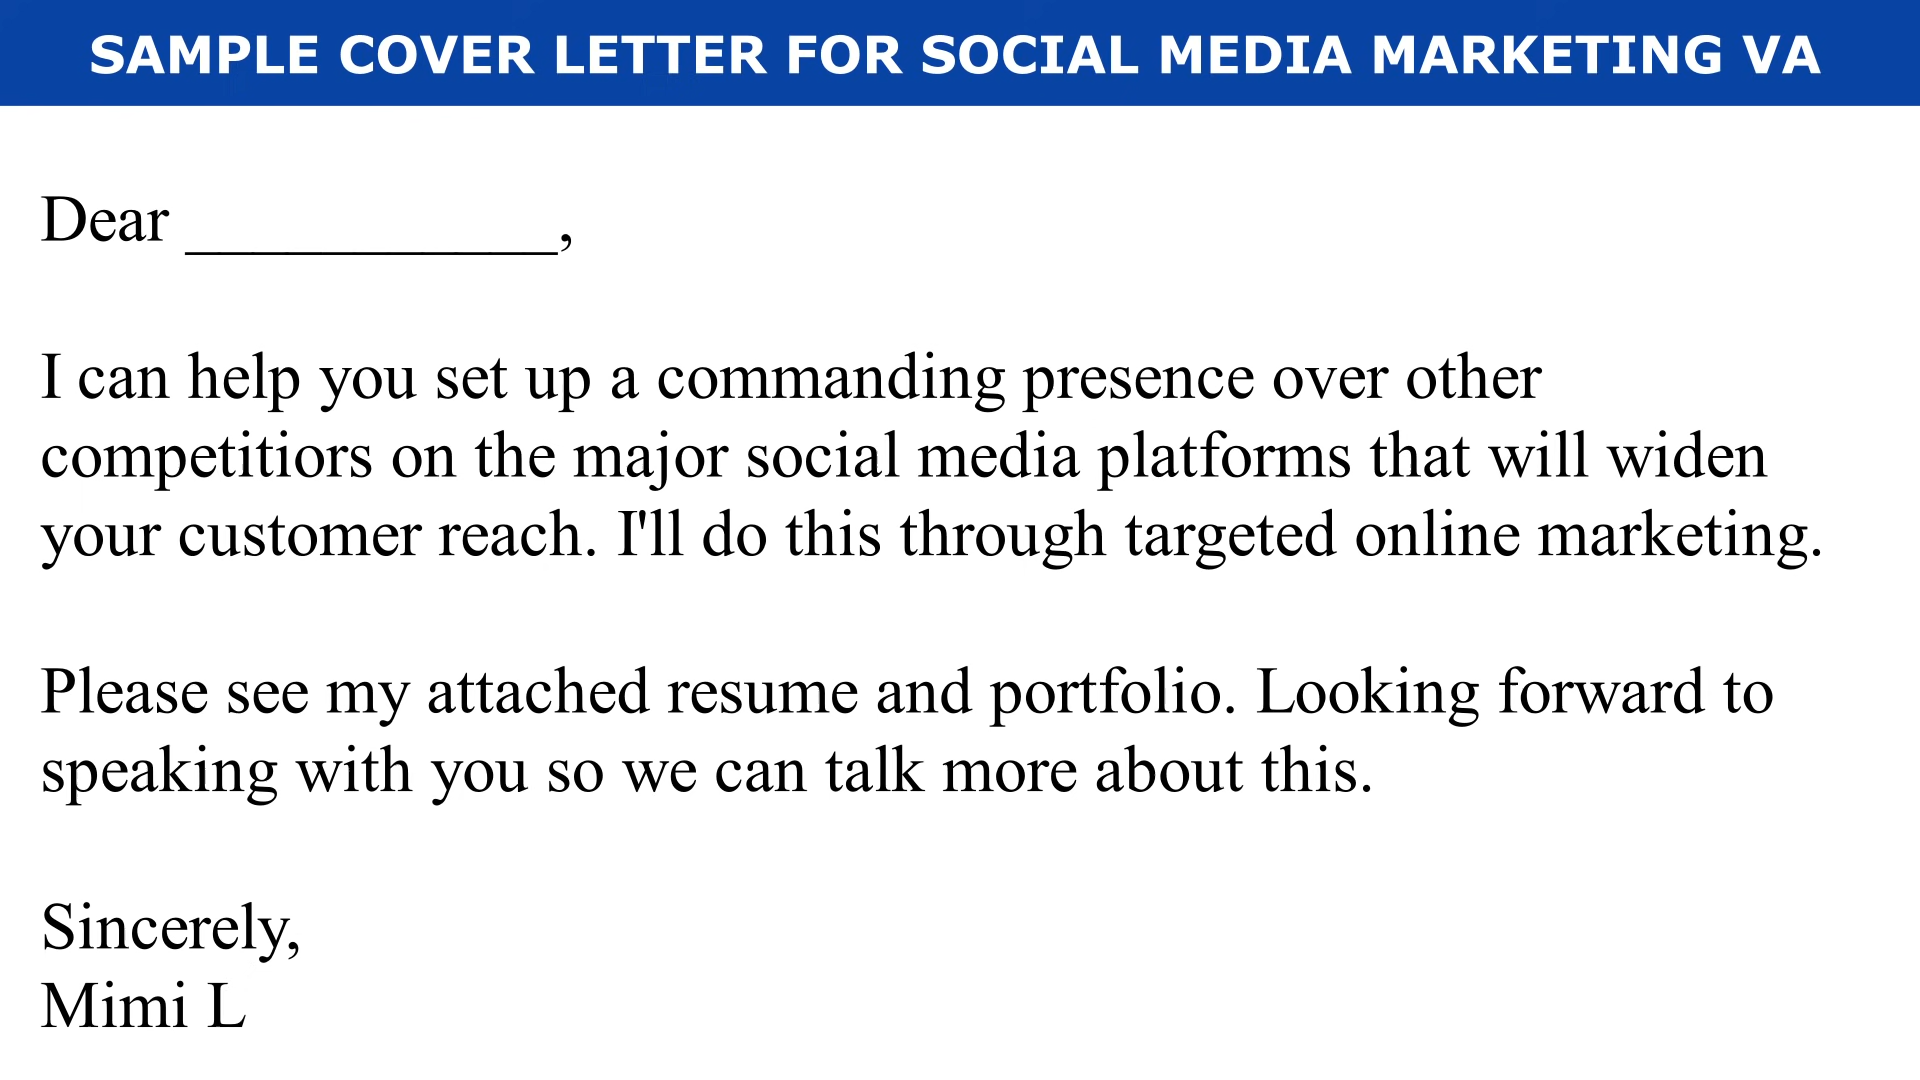 SAMPLE COVER LETTER FOR SOCIAL MEDIA MARKETING VA
Dear ___________,
I can help you set up a commanding presence over other
competitiors on the major social media platforms that will widen
your customer reach. I'll do this through targeted online marketing.
Please see my attached resume and portfolio. Looking forward to
speaking with you so we can talk more about this.
Sincerely,
Mimi L